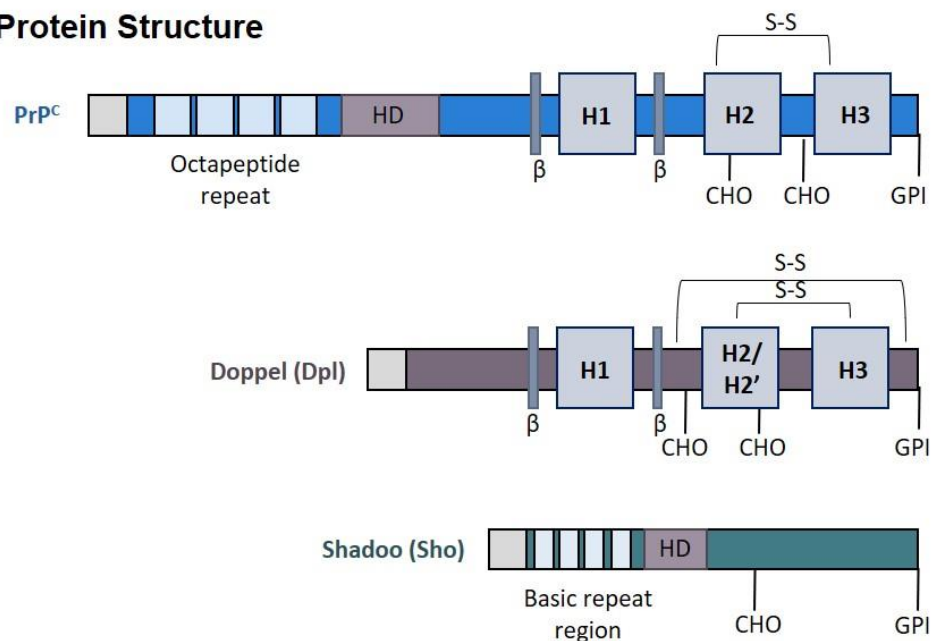 Protein Structure
S-S
PrPᶜ
HD
H1
H2
H3
Octapeptide
repeat
β
β
CHO
CHO
GPI
S-S
S-S
Doppel (Dpl)
H1
H2/
H2’
H3
β
β
CHO
CHO
GPI
Shadoo (Sho)
HD
Basic repeat
region
CHO
GPI